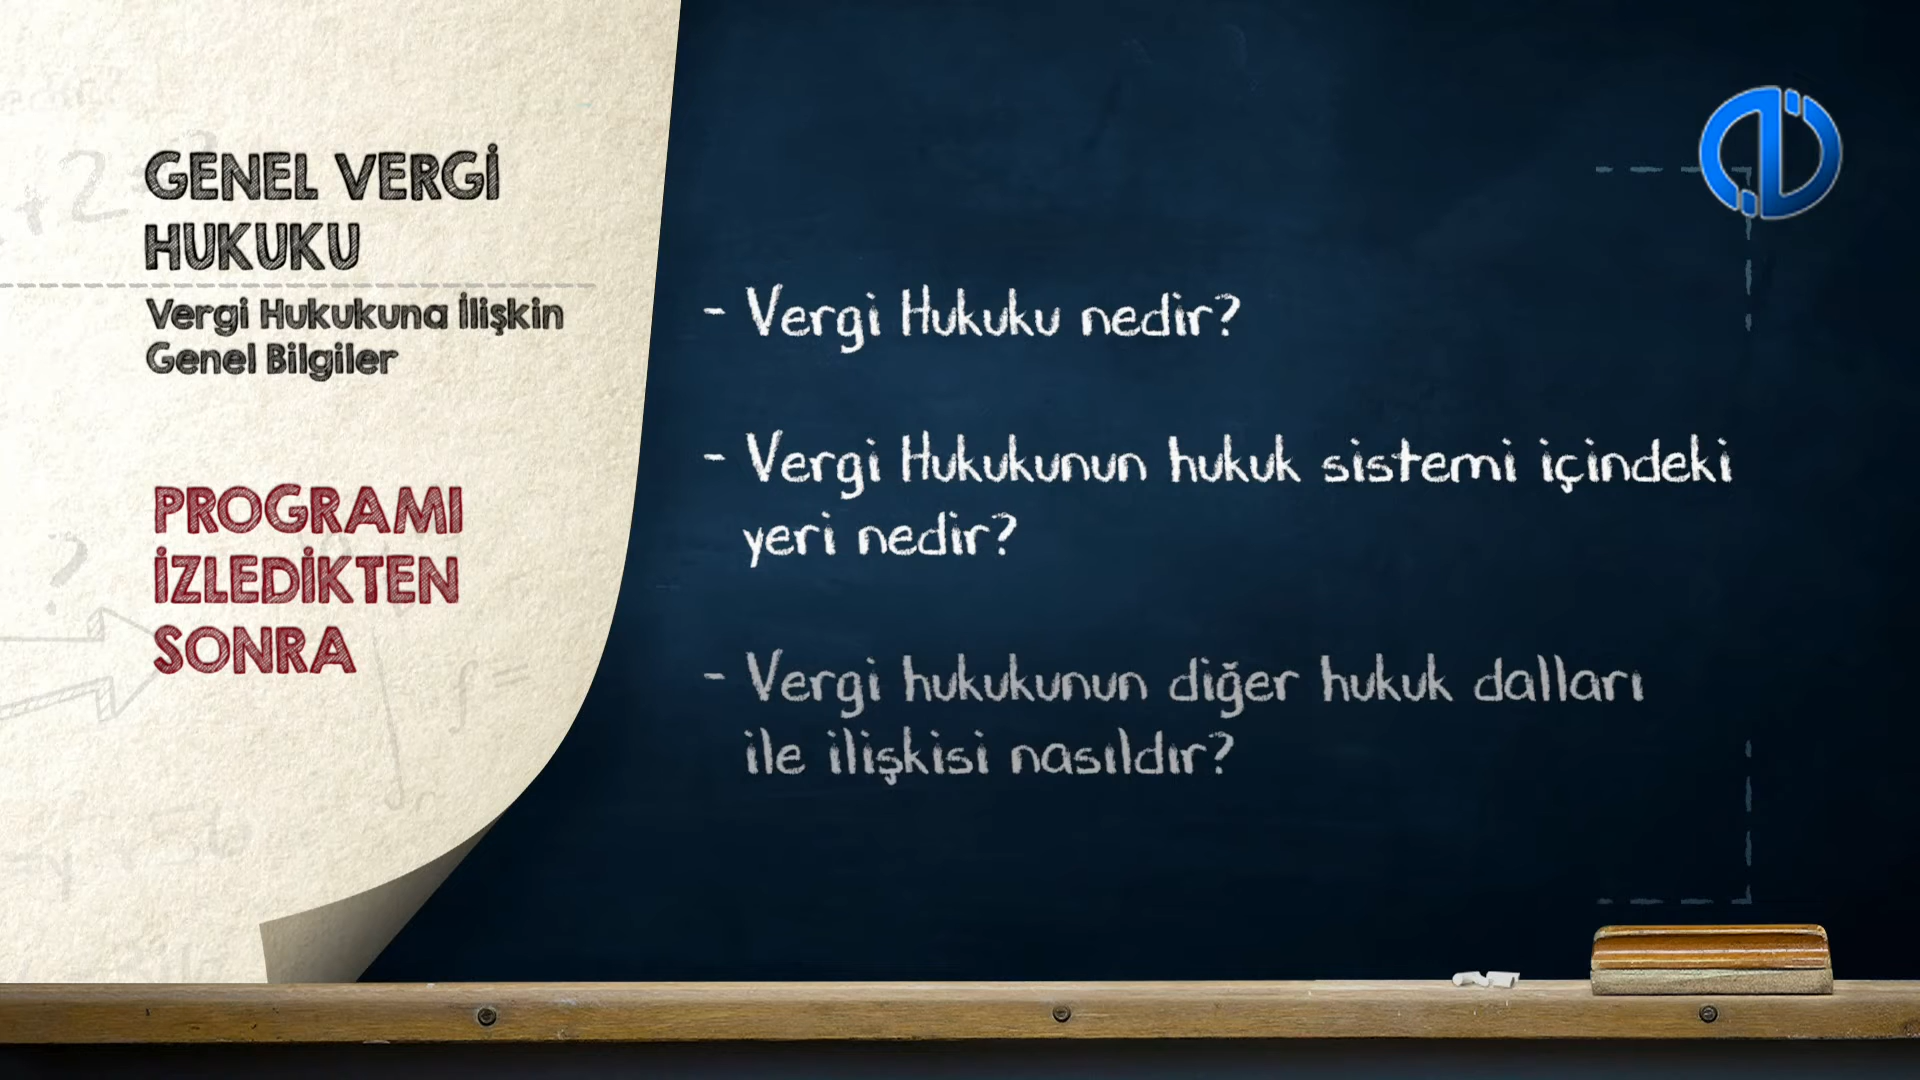 GENEL VERGİ
HUKUKU
Vergi Hukukuna İlişkin
Genel Bilgiler
PROGRAMI
İZLEDİKTEN
SONRA
- Vergi Hukuku nedir?
- Vergi Hukukunun hukuk sistemi içindeki
yeri nedir?
- Vergi hukukunun diğer hukuk dalları
ile ilişkisi nasıldır?